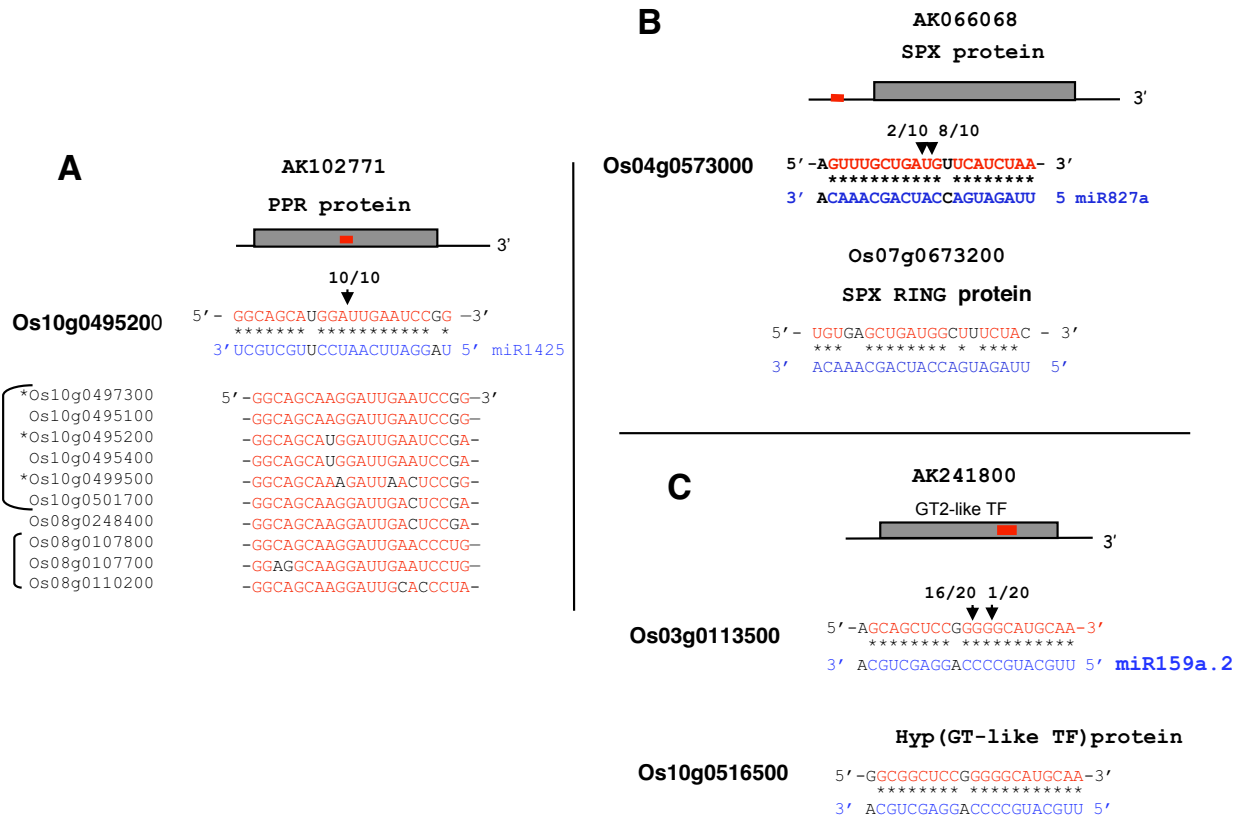 A
AK102771
PPR protein
3′
10/10
Os10g0495200
5′- GGCAGCAUGGAUUGAAUCCGG —3′
******* *********** *
3′UCGUCGUUCCUAACUUAGGAU 5′ miR1425
*Os10g0497300 5′-GGCAGCAAGGAUUGAAUCCGG—3′
Os10g0495100 -GGCAGCAAGGAUUGAAUCCGG—
*Os10g0495200 -GGCAGCAUGGAUUGAAUCCGA-
Os10g0495400 -GGCAGCAUGGAUUGAAUCCGA-
*Os10g0499500 -GGCAGCAAAGAUUAACUCCGG-
Os10g0501700 -GGCAGCAAGGAUUGACUCCGA-
Os08g0248400 -GGCAGCAAGGAUUGACUCCGA-
Os08g0107800 -GGCAGCAAGGAUUGAACCCUG-
Os08g0107700 -GGAGGCAAGGAUUGAAUCCUG—
Os08g0110200 -GGCAGCAAGGAUUGCACCCUA-
B
AK066068
SPX protein
3′
2/10 8/10
Os04g0573000 5′-AGUUUGCUGAUGUUCAUCUAA- 3′
*********** ********
3′ ACAAACGACUACCAGUAGAUU 5 miR827a
Os07g0673200
SPX RING protein
5′- UGUGAGCUGAUGGCUUUCUAC - 3′
*** ******** * ****
3′ ACAAACGACUACCAGUAGAUU 5′
C
AK241800
GT2-like TF
3′
16/20 1/20
Os03g0113500 5′-AGCAGCUCCGGGGGCAUGCAA-3′
******** ***********
3′ ACGUCGAGGACCCCGUACGUU 5′ miR159a.2
Hyp(GT-like TF)protein
Os10g0516500 5′-GGCGGCUCCGGGGGCAUGCAA-3′
******** ***********
3′ ACGUCGAGGACCCCGUACGUU 5′